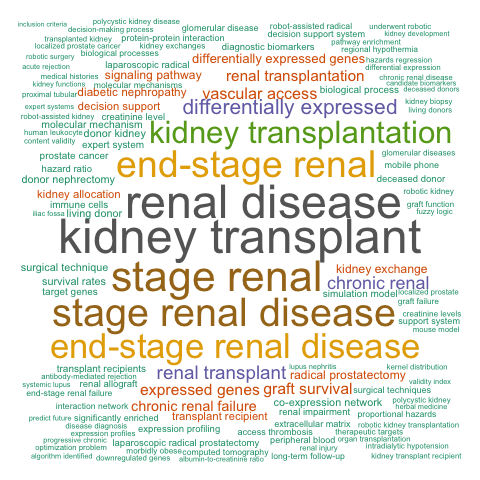 inclusion criteria
polycystic kidney disease
decision-making process
glomerular disease
robot-assisted radical
underwent robotic
transplanted kidney
protein-protein interaction
decision support system
kidney development
localized prostate cancer
kidney exchanges
diagnostic biomarkers
pathway enrichment
regional hypothermia
robotic surgery
biological processes
differentially expressed genes
hazards regression
acute rejection
laparoscopic radical
differential expression
medical histories
signaling pathway
renal transplantation
chronic renal disease
kidney functions
molecular mechanisms
candidate biomarkers
proximal tubular
diabetic nephropathy
vascular access
biological process
deceased donors
expert systems
decision support
differentially expressed
kidney biopsy
robot-assisted kidney
creatinine level
living donors
molecular mechanism
human leukocyte
donor kidney
kidney transplantation
content validity
expert system
prostate cancer
end-stage renal
glomerular diseases
hazard ratio
mobile phone
donor nephrectomy
deceased donor
kidney allocation
renal disease
robotic kidney
immune cells
graft function
iliac fossa
living donor
fuzzy logic
kidney transplant
surgical technique
stage renal
kidney exchange
survival rates
chronic renal
target genes
simulation model
localized prostate
graft failure
stage renal disease
creatinine levels
support system
mouse model
end-stage renal disease
transplant recipients
renal transplant
lupus nephritis
kernel distribution
antibody-mediated rejection
radical prostatectomy
systemic lupus
renal allograft
validity index
end-stage renal failure
expressed genes
graft survival
surgical techniques
interaction network
chronic renal failure
co-expression network
polycystic kidney
herbal medicine
predict future
significantly enriched
transplant recipient
renal impairment
proportional hazards
disease diagnosis
expression profiling
extracellular matrix
robotic kidney transplantation
expression profiles
access thrombosis
therapeutic targets
progressive chronic
laparoscopic radical prostatectomy
peripheral blood
organ transplantation
optimization problem
morbidly obese
computed tomography
renal injury
intradialytic hypotension
algorithm identified
downregulated genes
albumin-to-creatinine ratio
long-term follow-up
kidney transplant recipient